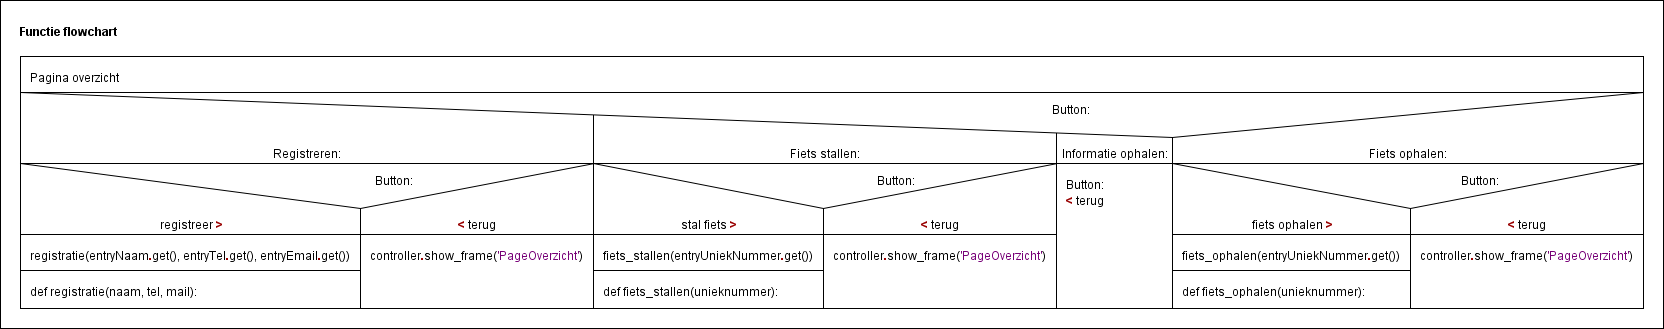 Functie flowchart
Pagina overzicht
Button:
Registreren:
Fiets stallen:
Informatie ophalen:
Fiets ophalen:
Button:
Button:
Button:
< terug
Button:
registreer >
< terug
stal fiets >
< terug
fiets ophalen >
< terug
registratie(entryNaam.get(), entryTel.get(), entryEmail.get())
controller.show_frame('PageOverzicht')
fiets_stallen(entryUniekNummer.get())
controller.show_frame('PageOverzicht')
fiets_ophalen(entryUniekNummer.get())
controller.show_frame('PageOverzicht')
def registratie(naam, tel, mail):
def fiets_stallen(unieknummer):
def fiets_ophalen(unieknummer):